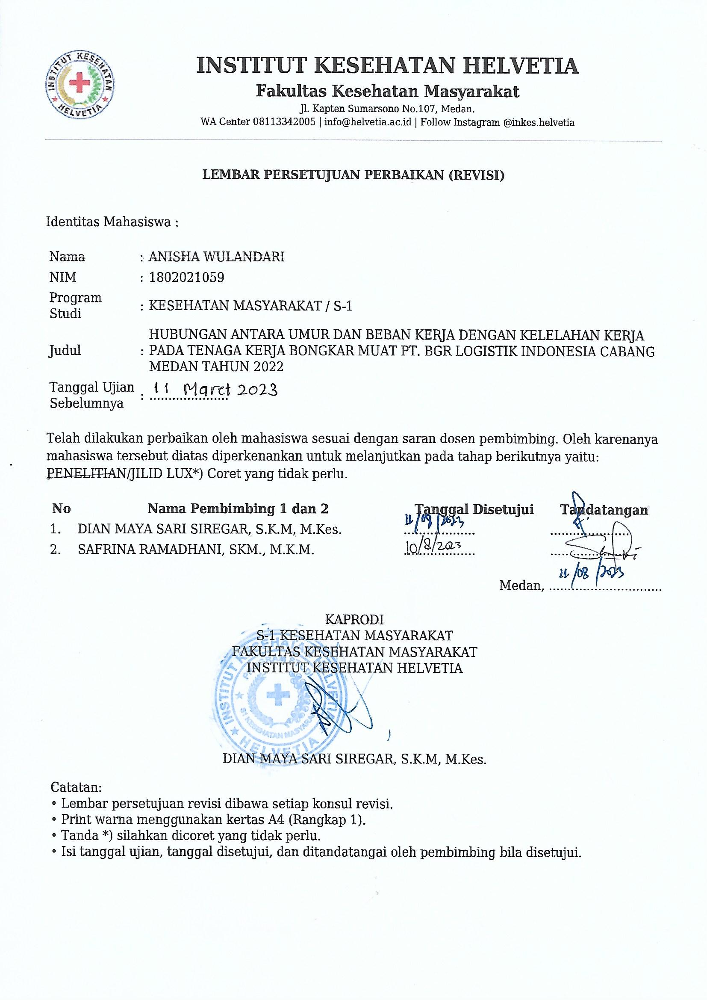 INSTITUT KESEHATAN HELVETIA
INSTITUT KESEHATAN HELVETIA
Fakultas Kesehatan Masyarakat
Jl. Kapten Sumarsono No.107, Medan.
WA Center 08113342005 | info@helvetia.ac.id | Follow Instagram @inkes.helvetia
LEMBAR PERSETUJUAN PERBAIKAN (REVISI)
Identitas Mahasiswa :
Nama : ANISHA WULANDARI
NIM : 1802021059
Program Studi : KESEHATAN MASYARAKAT / S-1
Judul : HUBUNGAN ANTARA UMUR DAN BEBAN KERJA DENGAN KELELAHAN KERJA
PADA TENAGA KERJA BONGKAR MUAT PT. BGR LOGISTIK INDONESIA CABANG
MEDAN TAHUN 2022
Tanggal Ujian Sebelumnya : 11 Maret 2023
Telah dilakukan perbaikan oleh mahasiswa sesuai dengan saran dosen pembimbing. Oleh karenanya
mahasiswa tersebut diatas diperkenankan untuk melanjutkan pada tahap berikutnya yaitu:
PENELITIAN/JILID LUX*) Coret yang tidak perlu.
No Nama Pembimbing 1 dan 2 Tanggal Disetujui Tandatangan
1. DIAN MAYA SARI SIREGAR, S.K.M, M.Kes. 11/08/2023
2. SAFRINA RAMADHANI, SKM., M.K.M. 10/8/2023
Medan, 11/08/2023
KAPRODI
S-1 KESEHATAN MASYARAKAT
FAKULTAS KESEHATAN MASYARAKAT
INSTITUT KESEHATAN HELVETIA
INSTITUT KESEHATAN HELVETIA
PROGRAM STUDI
S1 KESEHATAN MASYARAKAT
DIAN MAYA SARI SIREGAR, S.K.M, M.Kes.
Catatan:
• Lembar persetujuan revisi dibawa setiap konsul revisi.
• Print warna menggunakan kertas A4 (Rangkap 1).
• Tanda *) silahkan dicoret yang tidak perlu.
• Isi tanggal ujian, tanggal disetujui, dan ditandatangai oleh pembimbing bila disetujui.